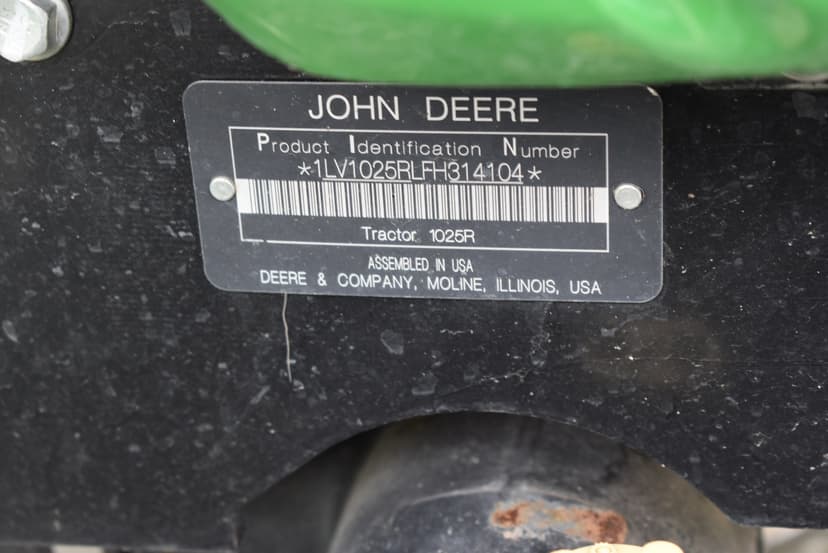 JOHN DEERE
Product Identification Number
*1LV1025RLFH314104*
Tractor 1025R
ASSEMBLED IN USA
DEERE & COMPANY, MOLINE, ILLINOIS, USA